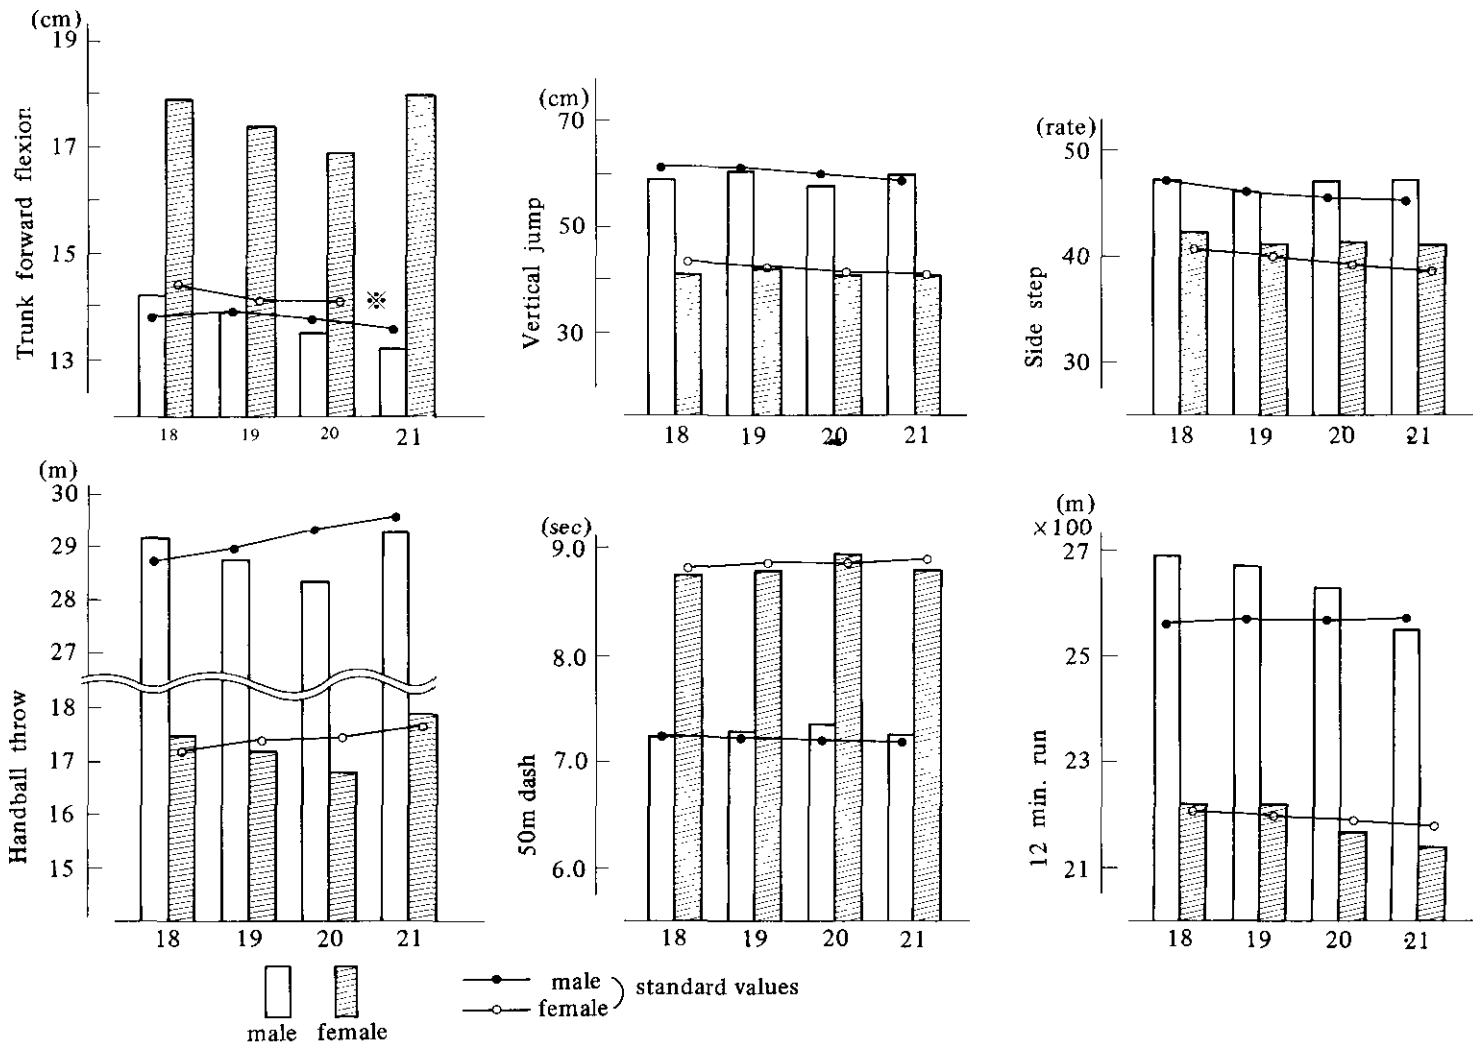 (cm)
19
17
15
13
Trunk forward flexion
※
18 19 20 21
(cm)
70
50
30
Vertical jump
18 19 20 21
(rate)
50
40
30
Side step
18 19 20 21
(m)
30
29
28
27
18
17
16
15
Handball throw
18 19 20 21
(sec)
9.0
8.0
7.0
6.0
50m dash
18 19 20 21
(m)
×100
27
25
23
21
12 min. run
18 19 20 21
male female
male
female
standard values